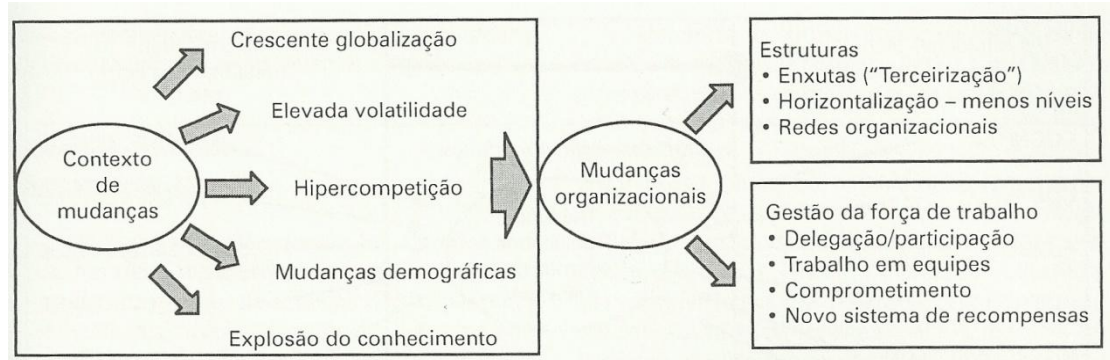 Contexto
de
mudanças
Crescente globalização
Elevada volatilidade
Hipercompetição
Mudanças demográficas
Explosão do conhecimento
Mudanças
organizacionais
Estruturas
• Enxutas (“Terceirização”)
• Horizontalização – menos níveis
• Redes organizacionais
Gestão da força de trabalho
• Delegação/participação
• Trabalho em equipes
• Comprometimento
• Novo sistema de recompensas